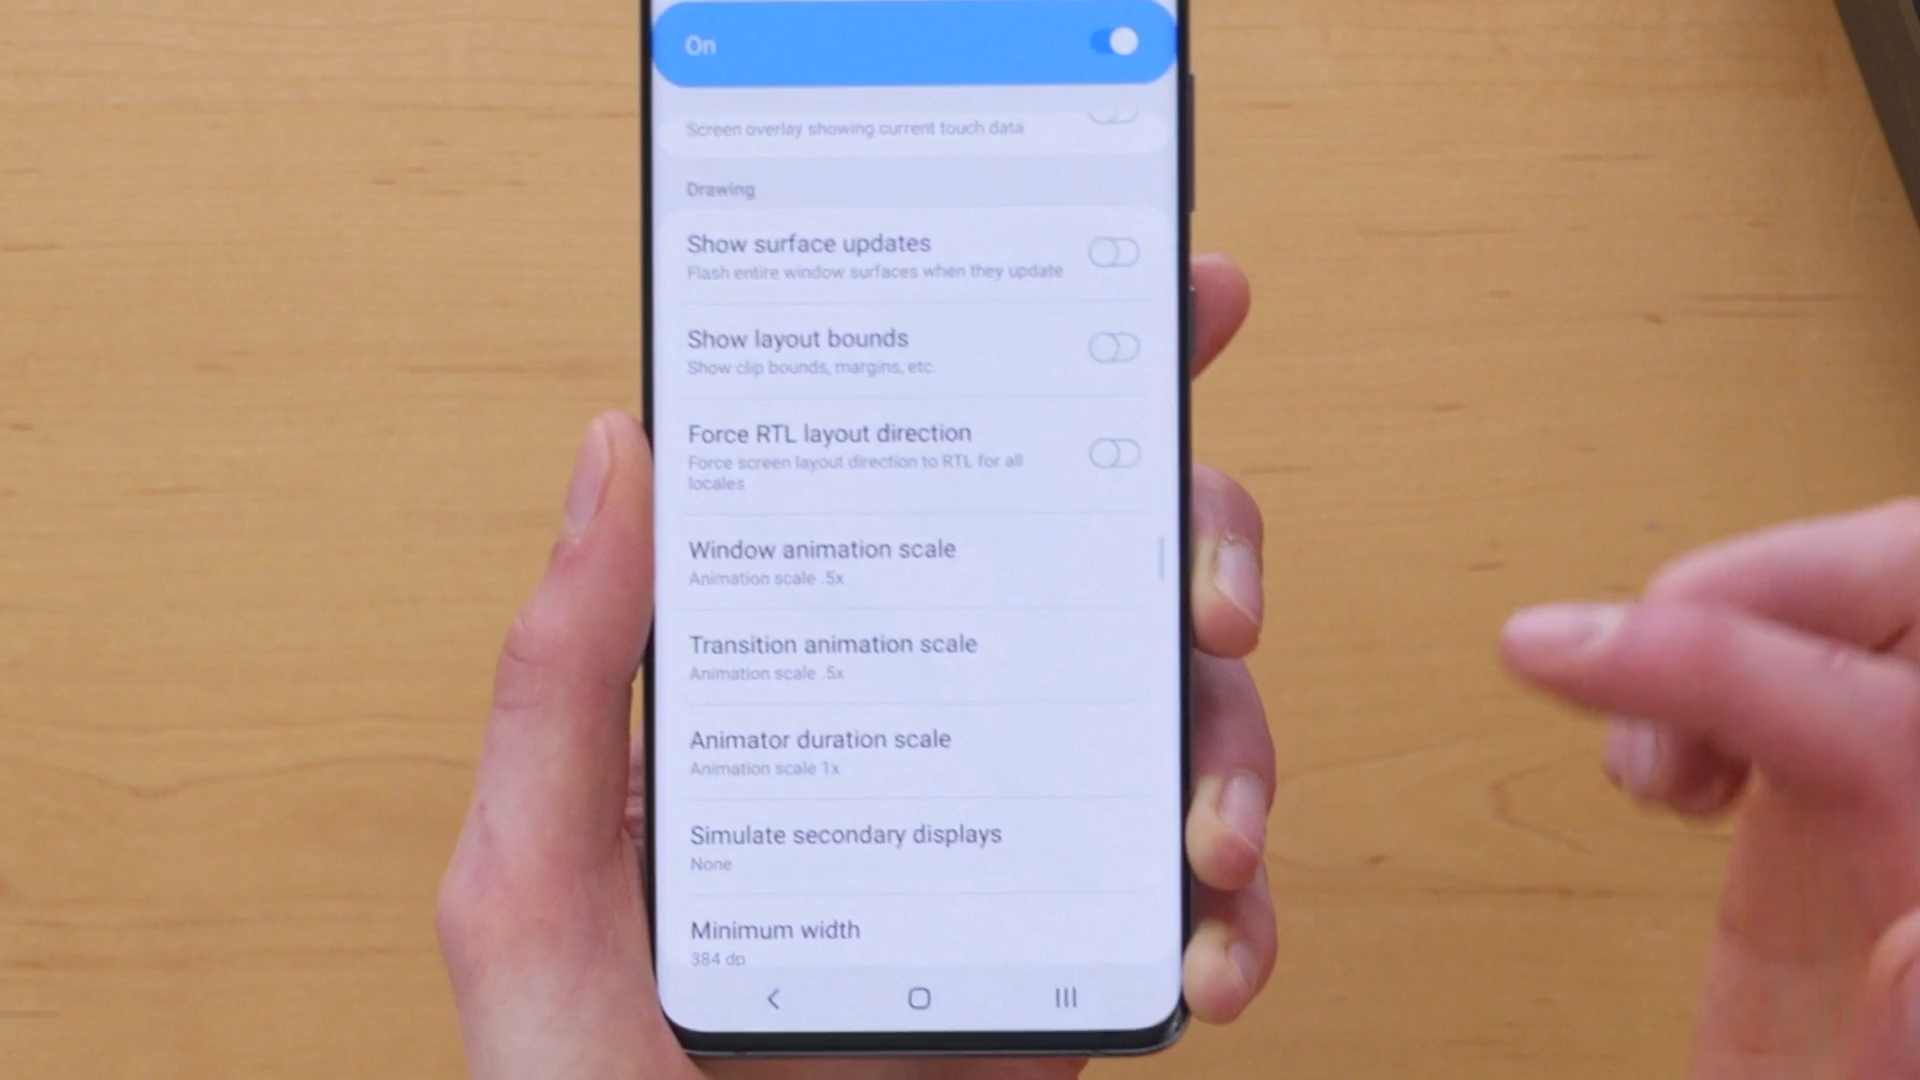 On
Screen overlay showing current touch data
Drawing
Show surface updates
Flash entire window surfaces when they update
Show layout bounds
Show clip bounds, margins, etc.
Force RTL layout direction
Force screen layout direction to RTL for all
locales
Window animation scale
Animation scale .5x
Transition animation scale
Animation scale .5x
Animator duration scale
Animation scale 1x
Simulate secondary displays
None
Minimum width
384 dp